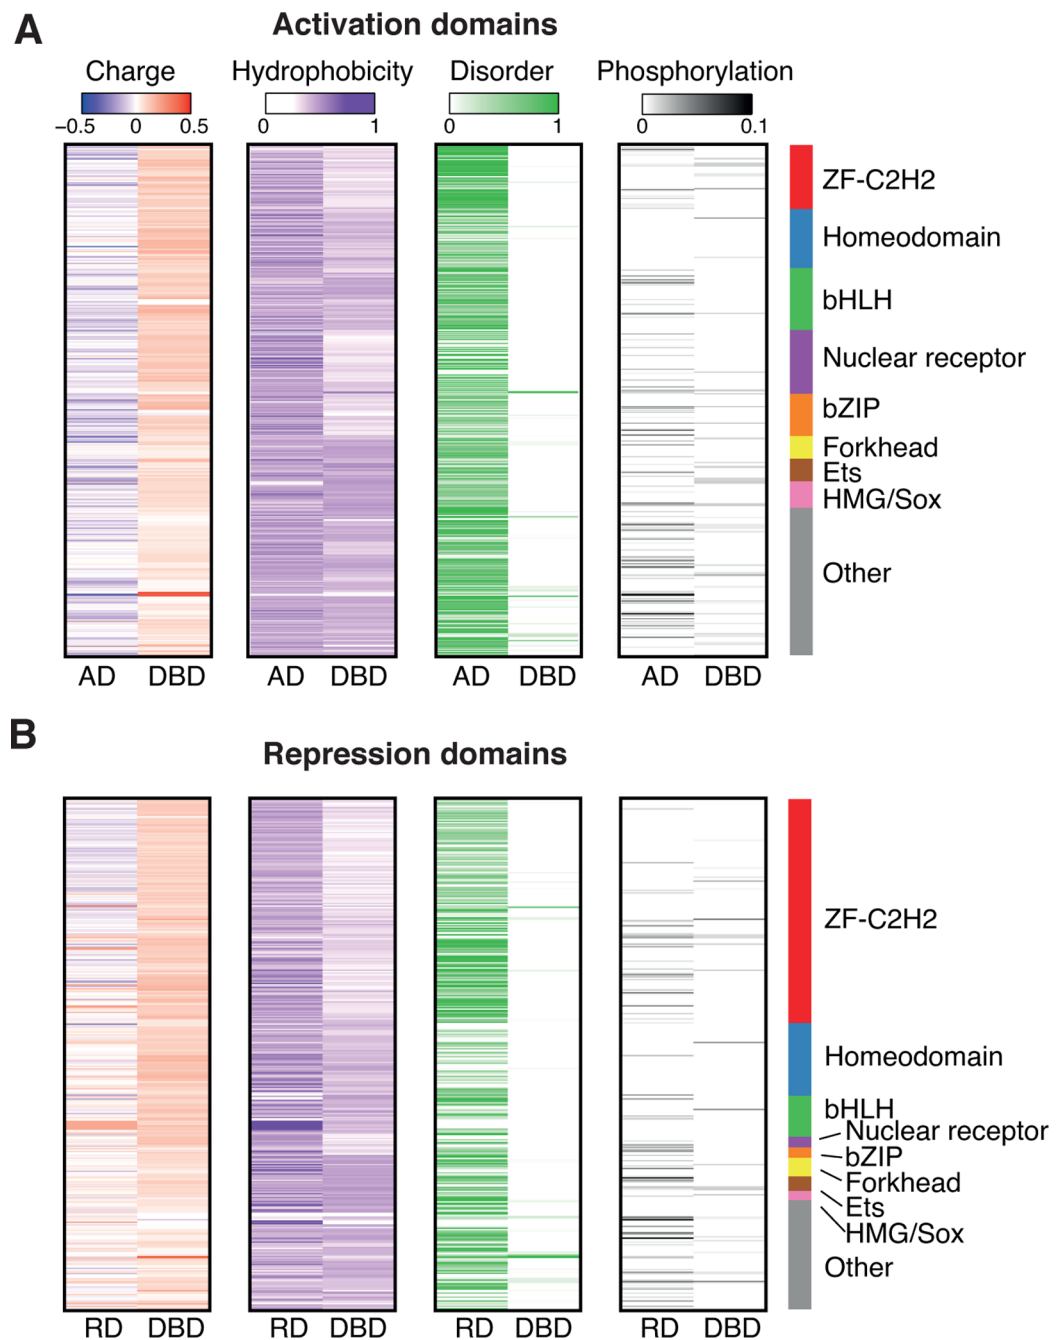 A
Activation domains
Charge
Hydrophobicity
Disorder
Phosphorylation
−0.5 0 0.5
0 1
0 1
0 0.1
ZF-C2H2
Homeodomain
bHLH
Nuclear receptor
bZIP
Forkhead
Ets
HMG/Sox
Other
AD DBD
AD DBD
AD DBD
AD DBD
B
Repression domains
ZF-C2H2
Homeodomain
bHLH
Nuclear receptor
bZIP
Forkhead
Ets
HMG/Sox
Other
RD DBD
RD DBD
RD DBD
RD DBD